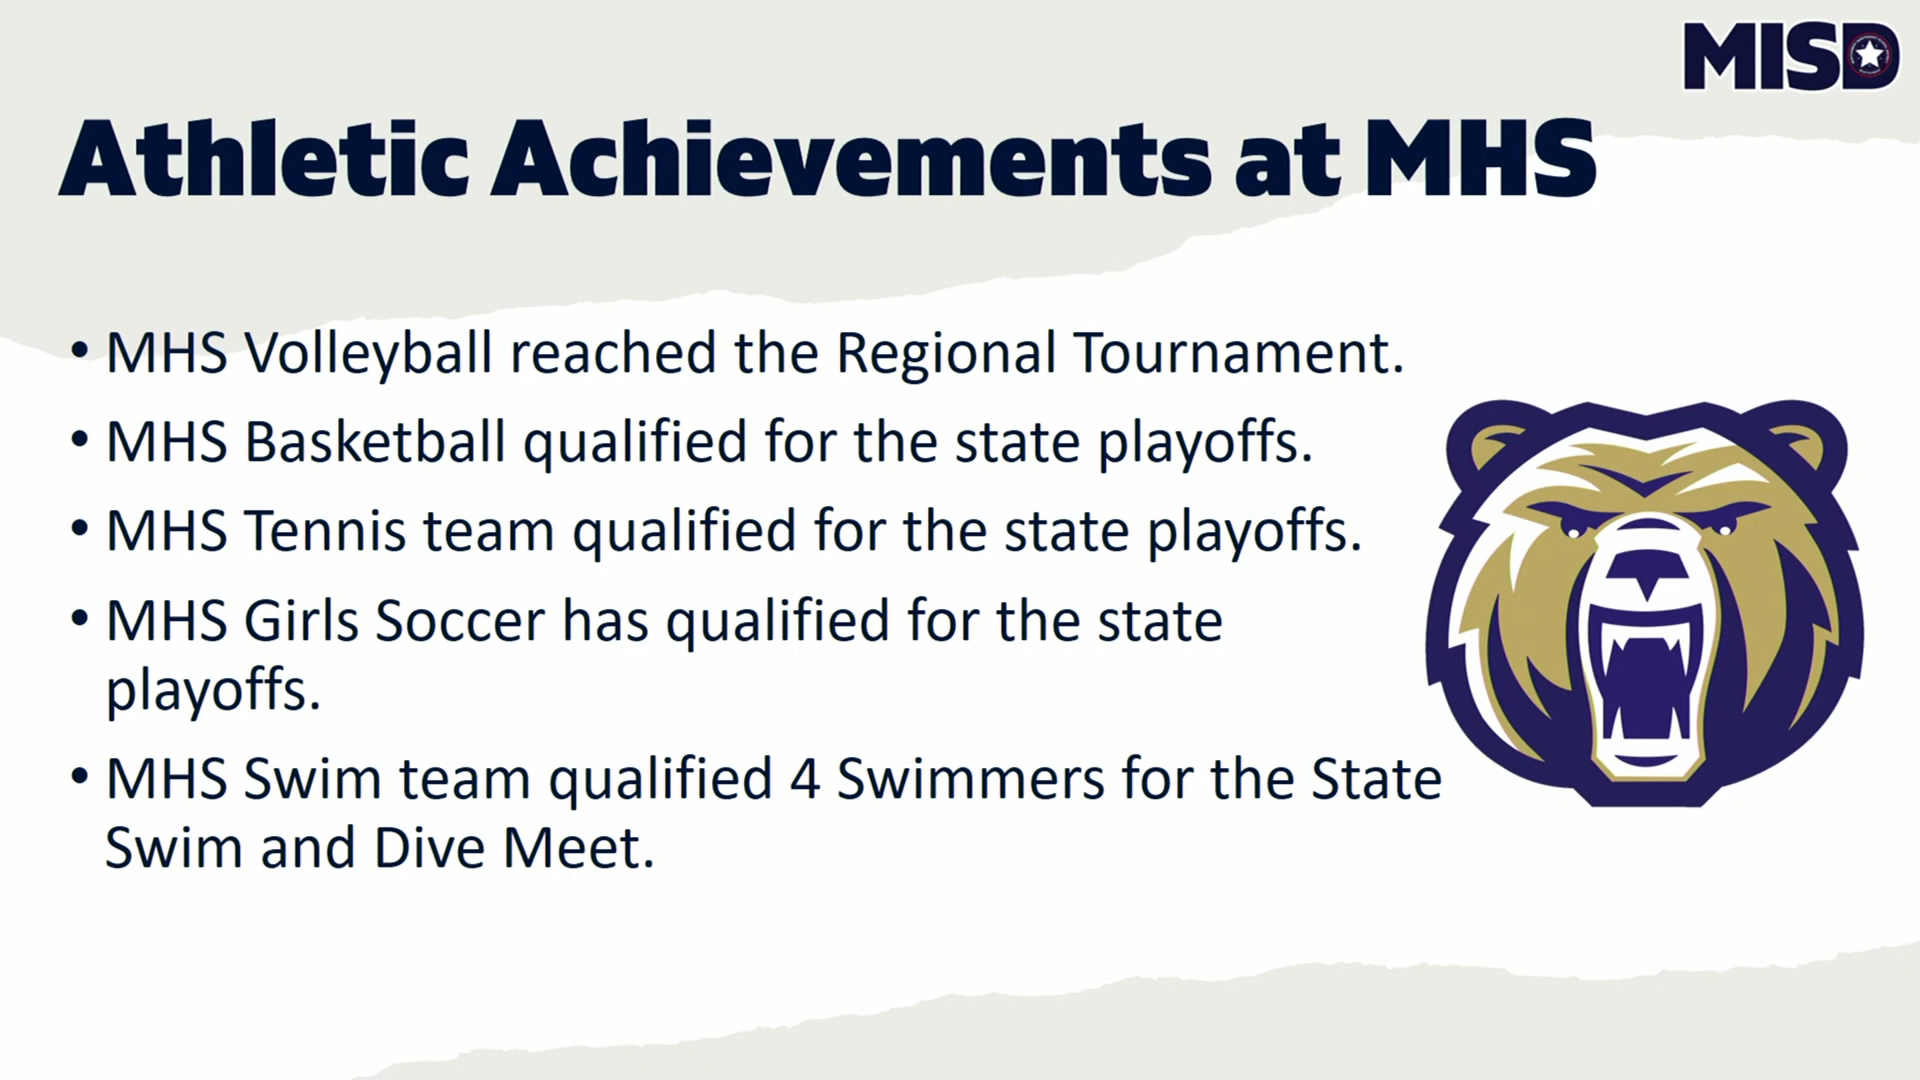 MISD
Athletic Achievements at MHS
• MHS Volleyball reached the Regional Tournament.
• MHS Basketball qualified for the state playoffs.
• MHS Tennis team qualified for the state playoffs.
• MHS Girls Soccer has qualified for the state
playoffs.
• MHS Swim team qualified 4 Swimmers for the State
Swim and Dive Meet.